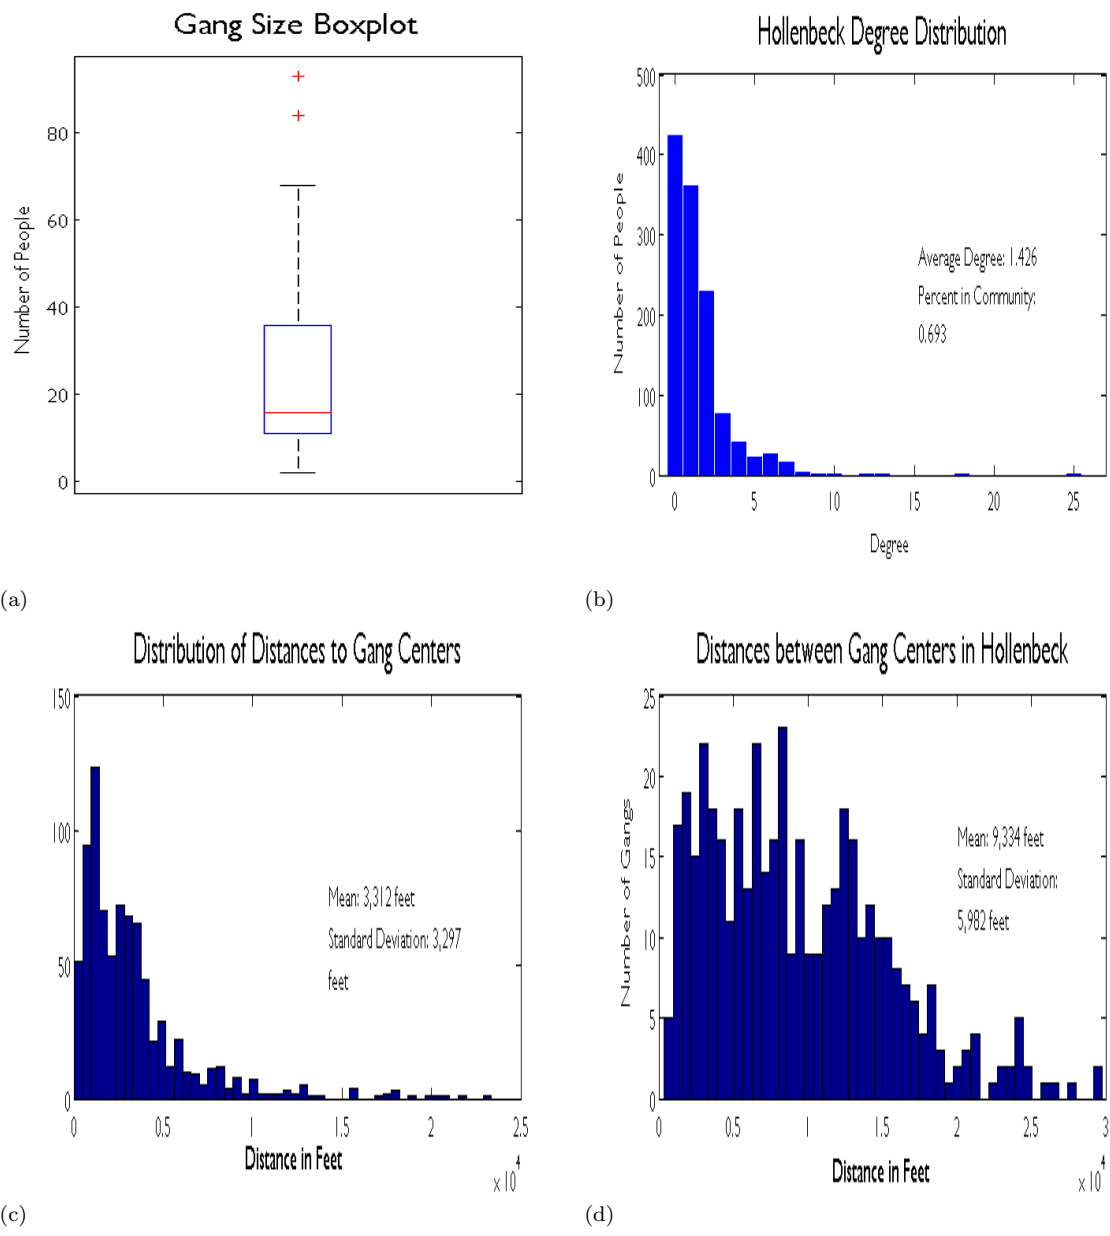 Gang Size Boxplot
Number of People
80
60
40
20
0
(a)
Hollenbeck Degree Distribution
Number of People
500
400
300
200
100
0
Average Degree: 1.426
Percent in Community:
0.693
0 5 10 15 20 25
Degree
(b)
Distribution of Distances to Gang Centers
150
100
50
0
Mean: 3,312 feet
Standard Deviation: 3,297
feet
0 0.5 1 1.5 2 2.5
Distance in Feet
x 10^4
(c)
Distances between Gang Centers in Hollenbeck
Number of Gangs
25
20
15
10
5
0
Mean: 9,334 feet
Standard Deviation:
5,982 feet
0 0.5 1 1.5 2 2.5 3
Distance in Feet
x 10^4
(d)